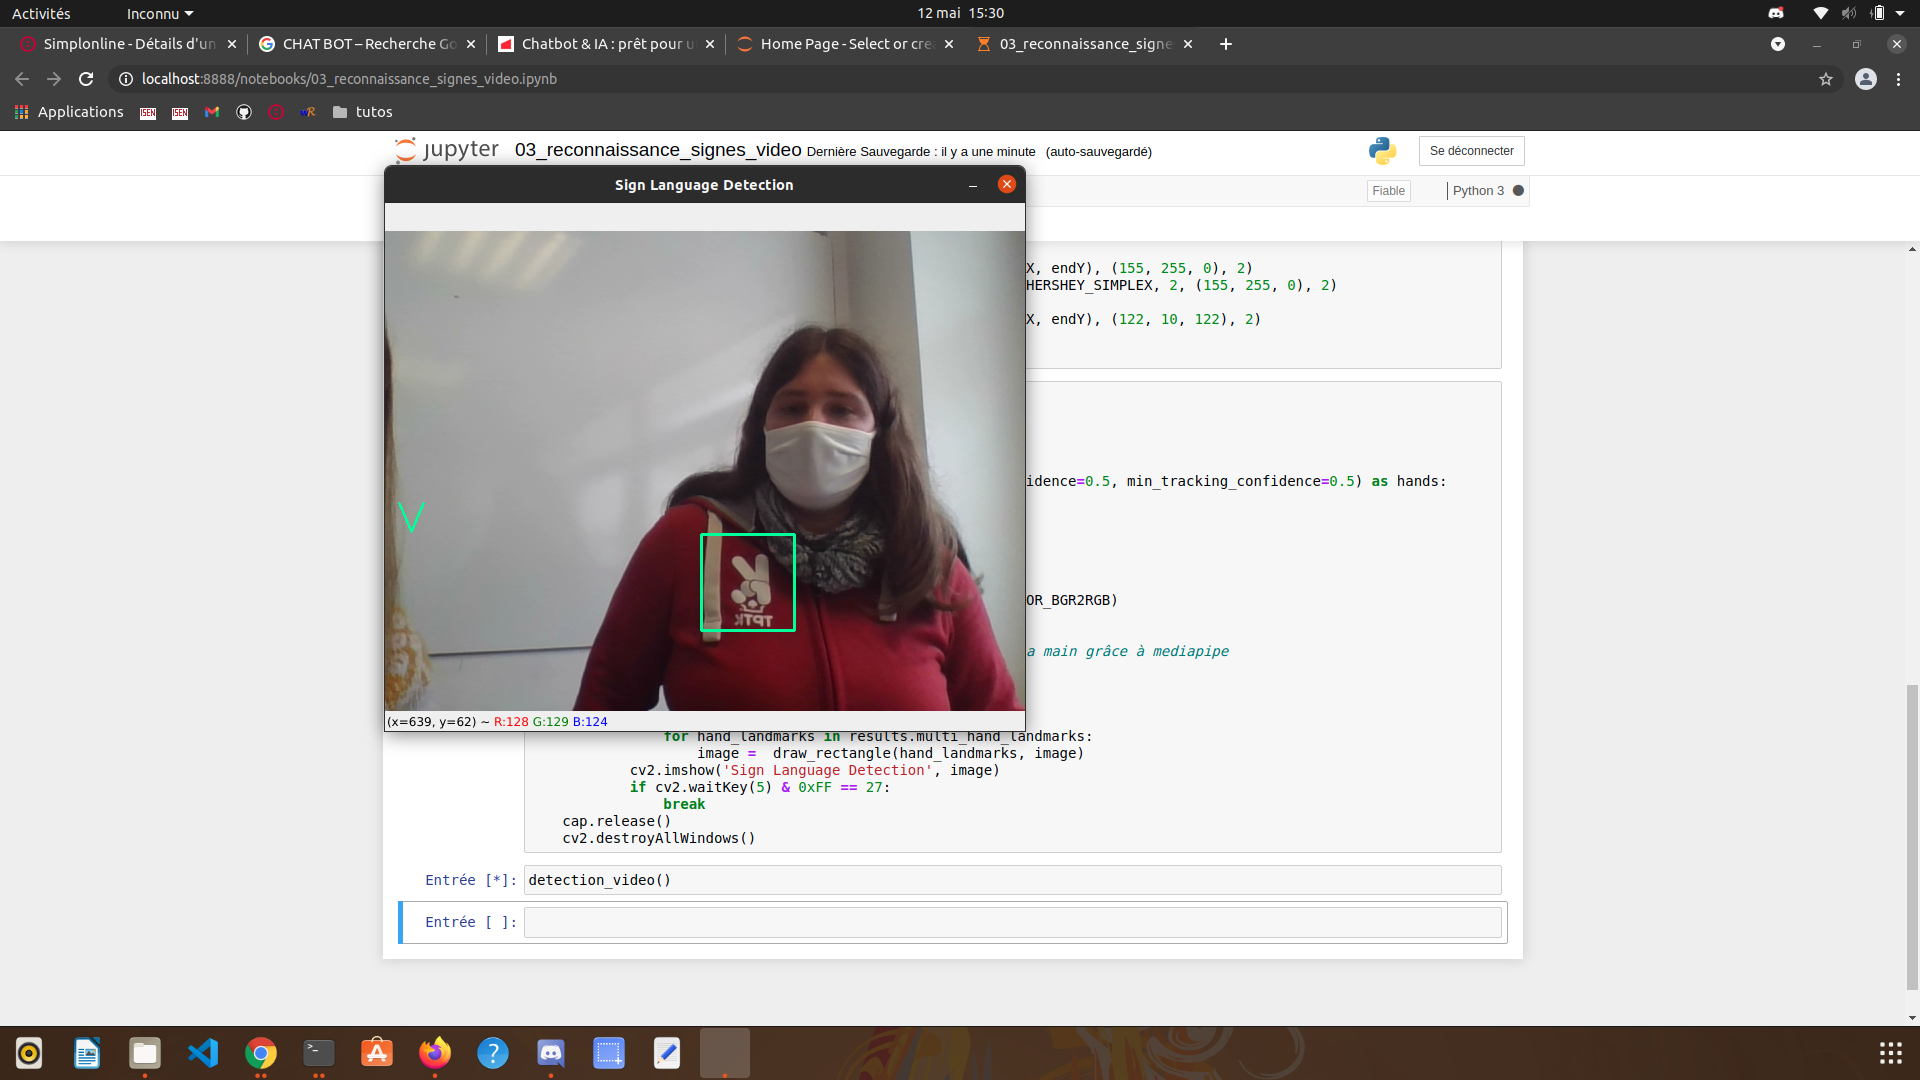 Activités
Inconnu
12 mai 15:30
Simplonline - Détails d'un
CHAT BOT – Recherche Go
Chatbot & IA : prêt pour u
Home Page - Select or crea
03_reconnaissance_signe
localhost:8888/notebooks/03_reconnaissance_signes_video.ipynb
Applications
ISEN
ISEN
tutos
jupyter
03_reconnaissance_signes_video
Dernière Sauvegarde : il y a une minute (auto-sauvegardé)
Se déconnecter
Sign Language Detection
Fiable
Python 3
X, endY), (155, 255, 0), 2)
HERSHEY_SIMPLEX, 2, (155, 255, 0), 2)
X, endY), (122, 10, 122), 2)
idence=0.5, min_tracking_confidence=0.5) as hands:
V
OR_BGR2RGB)
TPTK
a main grâce à mediapipe
(x=639, y=62) ~ R:128 G:129 B:124
for hand_landmarks in results.multi_hand_landmarks:
image = draw_rectangle(hand_landmarks, image)
cv2.imshow('Sign Language Detection', image)
if cv2.waitKey(5) & 0xFF == 27:
break
cap.release()
cv2.destroyAllWindows()
Entrée [*]: detection_video()
Entrée [ ]: